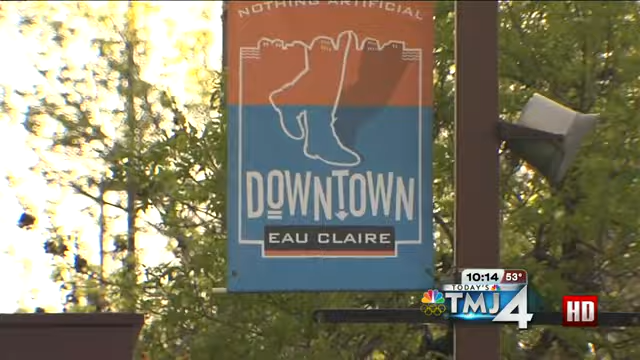 NOTHING ARTIFICIAL
DOWNTOWN
EAU CLAIRE
10:14 53°
TODAY'S
TMJ4
HD